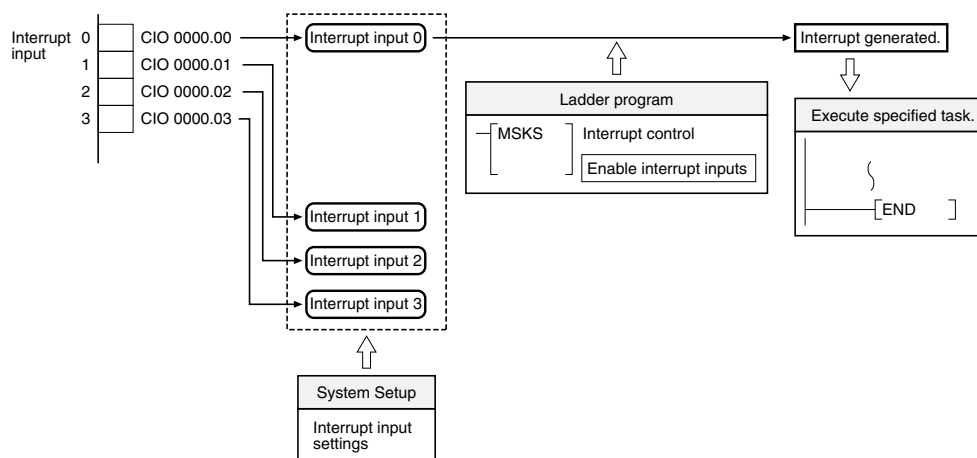 Interrupt
input
0
CIO 0000.00
1
CIO 0000.01
2
CIO 0000.02
3
CIO 0000.03
Interrupt input 0
Interrupt input 1
Interrupt input 2
Interrupt input 3
System Setup
Interrupt input
settings
Ladder program
MSKS
Interrupt control
Enable interrupt inputs
Interrupt generated.
Execute specified task.
END